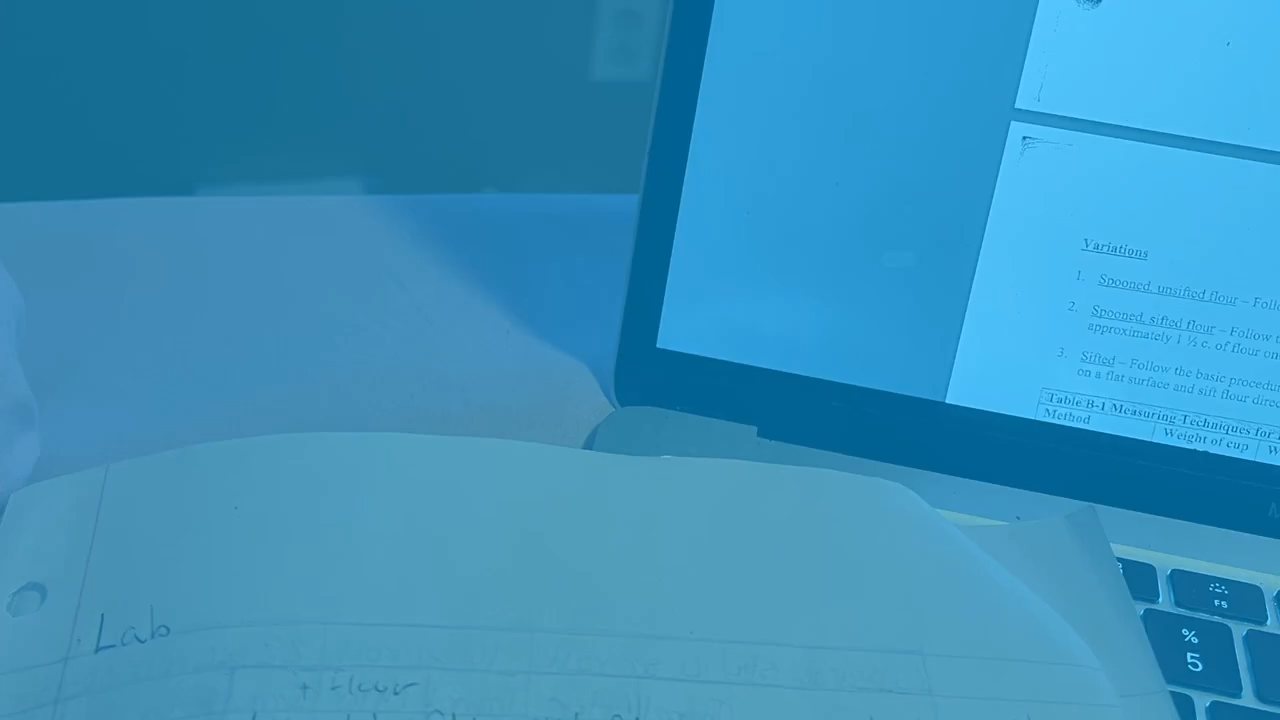 Variations
1. Spooned, unsifted flour – Foll
2. Spooned, sifted flour – Follow
approximately 1 ½ c. of flour on
3. Sifted – Follow the basic procedu
on a flat surface and sift flour direc
Table B-1 Measuring Techniques for
Method
Weight of cup
F5
%
5
Lab
+ Flour